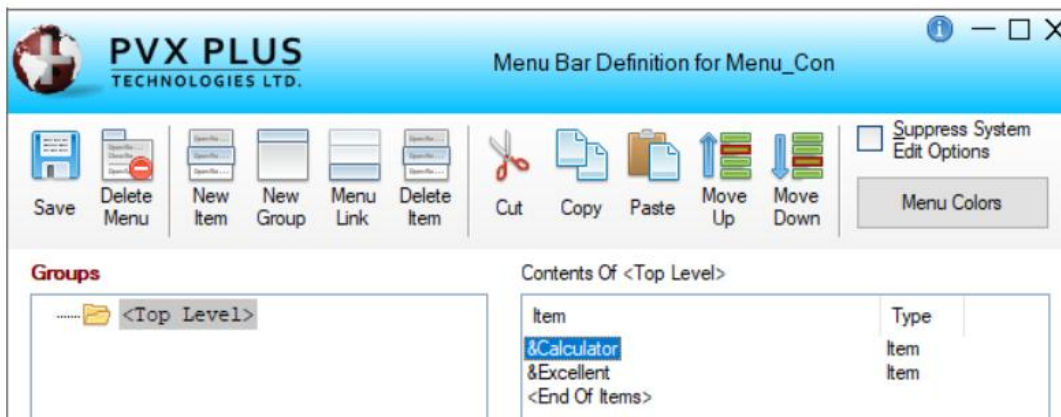 PVX PLUS
TECHNOLOGIES LTD.
Menu Bar Definition for Menu_Con
Save
Delete
Menu
New
Item
New
Group
Menu
Link
Delete
Item
Cut
Copy
Paste
Move
Up
Move
Down
Suppress System
Edit Options
Menu Colors
Groups
<Top Level>
Contents Of <Top Level>
Item Type
&Calculator Item
&Excellent Item
<End Of Items>